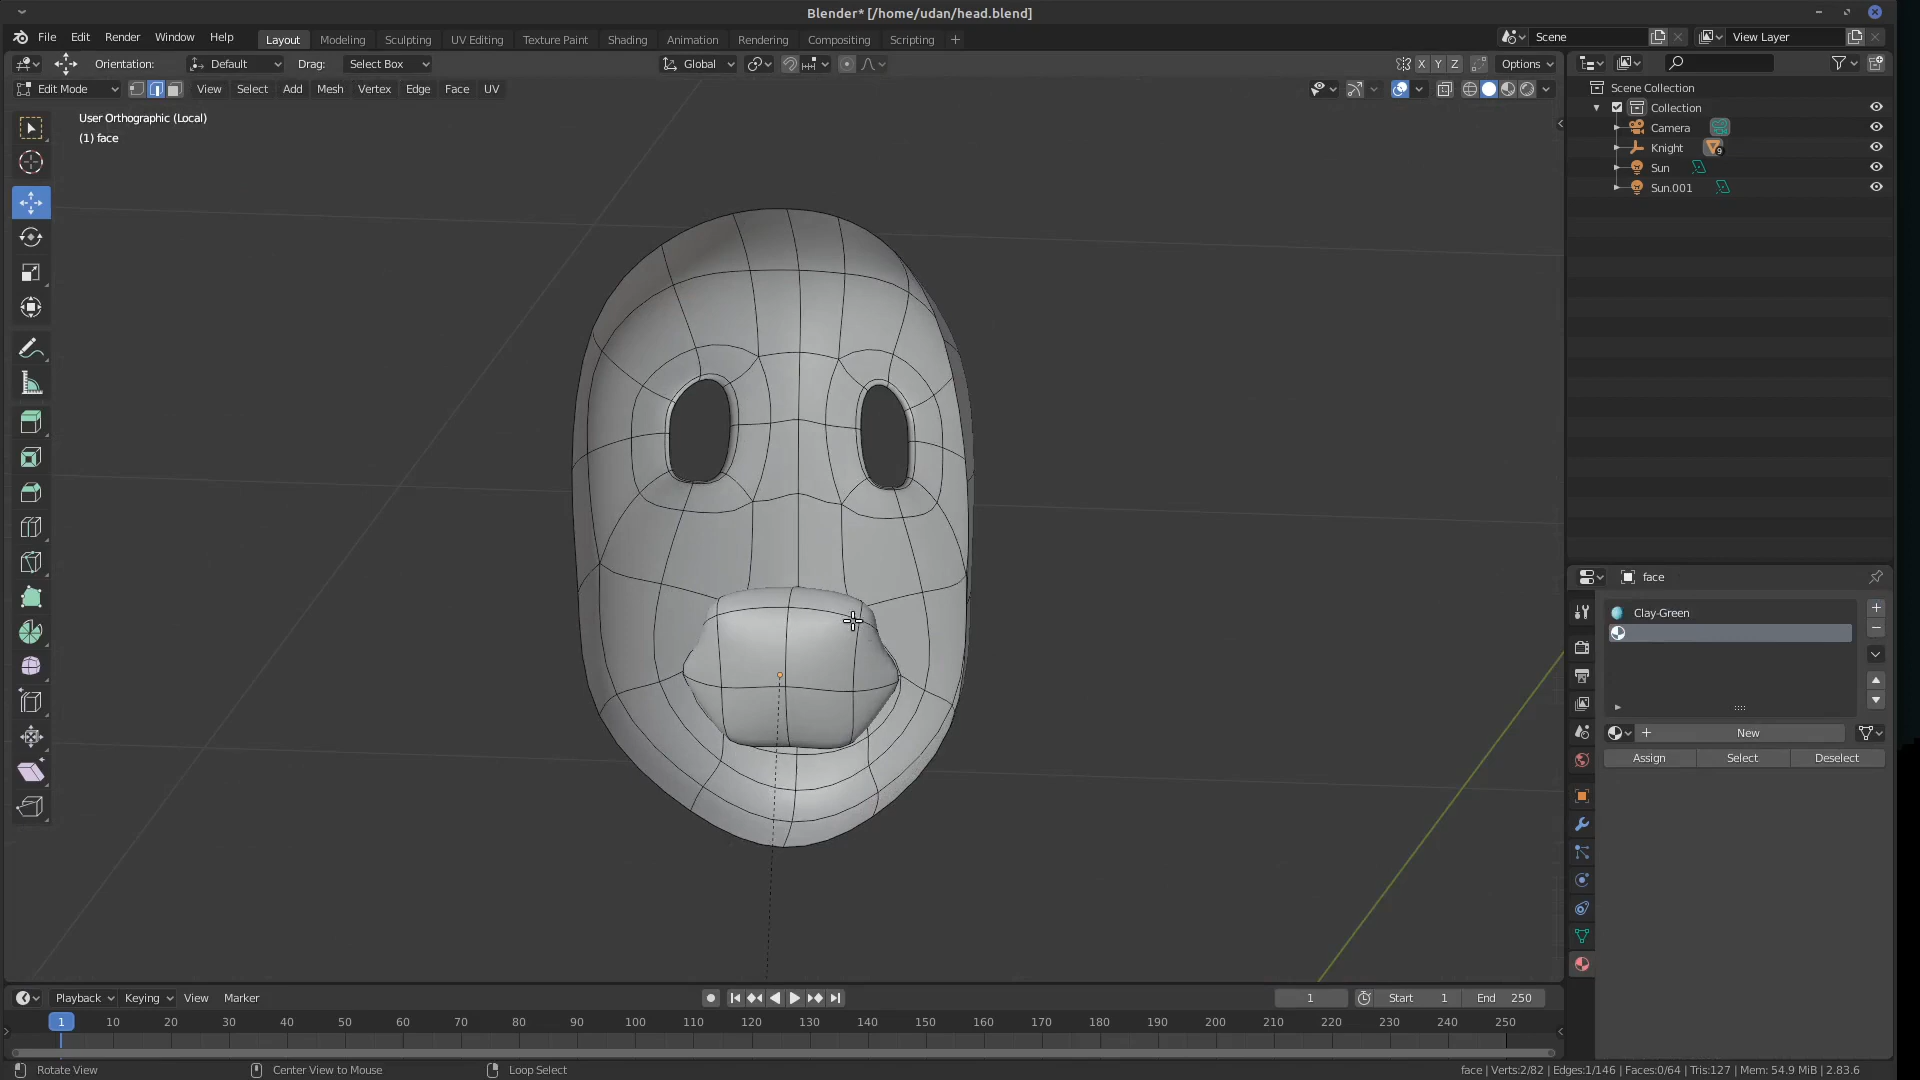 Blender* [/home/udan/head.blend]
File Edit Render Window Help
Layout Modeling Sculpting UV Editing Texture Paint Shading Animation Rendering Compositing Scripting +
Scene
View Layer
Orientation: Default Drag: Select Box
Global
X Y Z
Options
Edit Mode
View Select Add Mesh Vertex Edge Face UV
User Orthographic (Local)
(1) face
Scene Collection
Collection
Camera
Knight 9
Sun
Sun.001
face
Clay-Green
+ New
Assign Select Deselect
Playback Keying View Marker
1
Start 1 End 250
1 10 20 30 40 50 60 70 80 90 100 110 120 130 140 150 160 170 180 190 200 210 220 230 240 250
Rotate View
Center View to Mouse
Loop Select
face | Verts:2/82 | Edges:1/146 | Faces:0/64 | Tris:127 | Mem: 54.9 MiB | 2.83.6